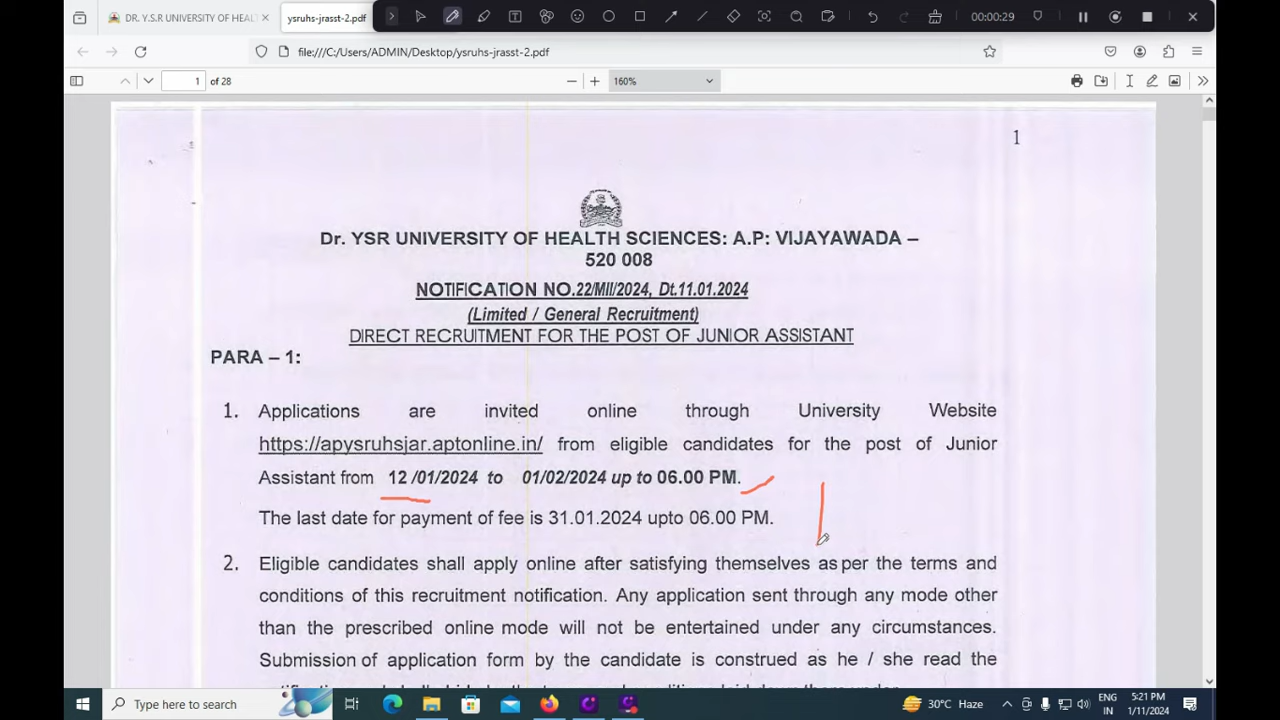 DR. Y.S.R UNIVERSITY OF HEAL
ysruhs-jrasst-2.pdf
00:00:29
file:///C:/Users/ADMIN/Desktop/ysruhs-jrasst-2.pdf
1 of 28
160%
1
Dr. YSR UNIVERSITY OF HEALTH SCIENCES: A.P: VIJAYAWADA –
520 008
NOTIFICATION NO.22/MII/2024, Dt.11.01.2024
(Limited / General Recruitment)
DIRECT RECRUITMENT FOR THE POST OF JUNIOR ASSISTANT
PARA – 1:
1. Applications are invited online through University Website
https://apysruhsjar.aptonline.in/ from eligible candidates for the post of Junior
Assistant from 12 /01/2024 to 01/02/2024 up to 06.00 PM.
The last date for payment of fee is 31.01.2024 upto 06.00 PM.
2. Eligible candidates shall apply online after satisfying themselves as per the terms and
conditions of this recruitment notification. Any application sent through any mode other
than the prescribed online mode will not be entertained under any circumstances.
Submission of application form by the candidate is construed as he / she read the
Type here to search
30°C Haze
ENG
IN
5:21 PM
1/11/2024